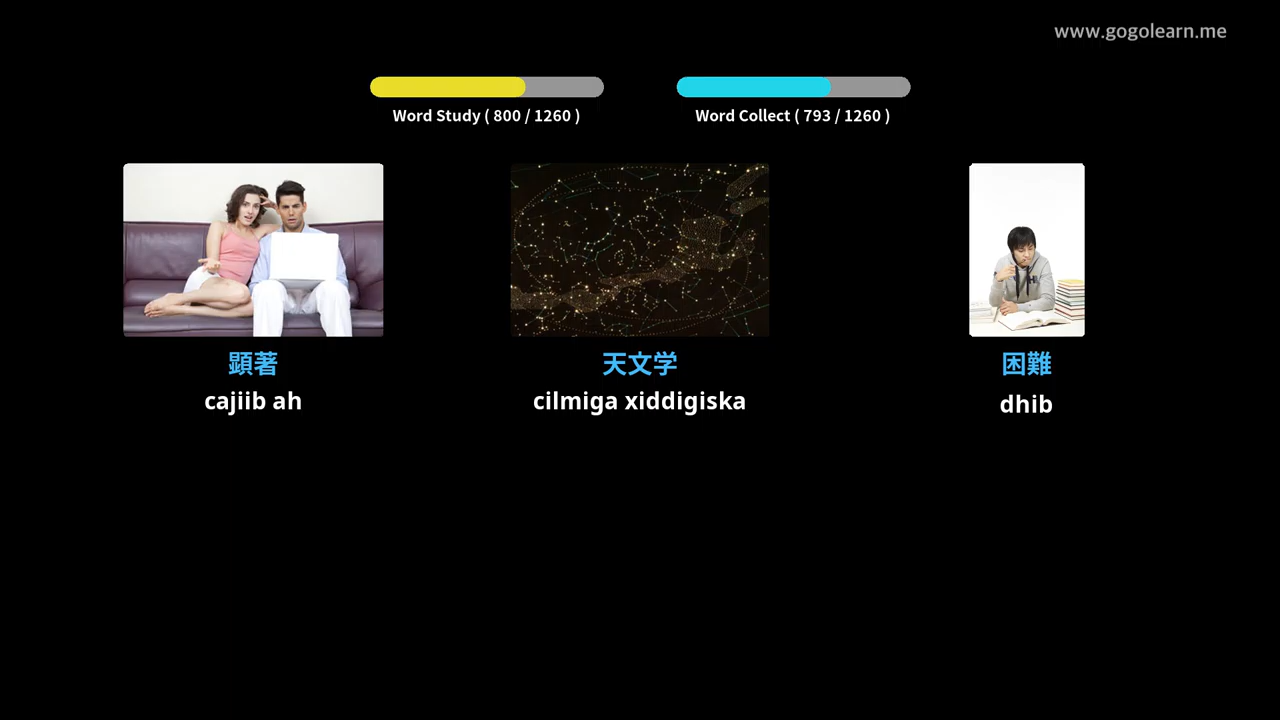 www.gogolearn.me
Word Study ( 800 / 1260 )
Word Collect ( 793 / 1260 )
顕著
cajiib ah
天文学
cilmiga xiddigiska
困難
dhib